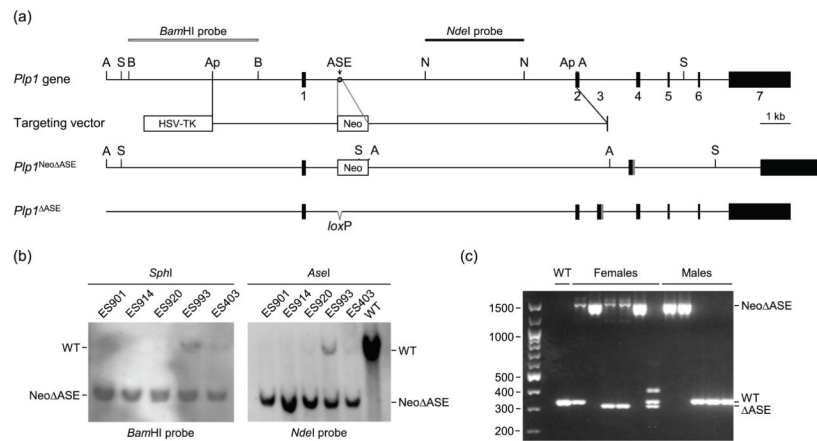 (a)
BamHI probe
NdeI probe
A S B Ap B ASE N N Ap A S
Plp1 gene
1 2 3 4 5 6 7
Targeting vector
HSV-TK
Neo
1 kb
Plp1NeoΔASE
A S S A A S
Neo
Plp1ΔASE
loxP
(b)
SphI
ES901 ES914 ES920 ES993 ES403
WT
NeoΔASE
BamHI probe
AseI
ES901 ES914 ES920 ES993 ES403 WT
WT
NeoΔASE
NdeI probe
(c)
WT Females Males
1500
1000
500
400
300
200
NeoΔASE
WT
ΔASE